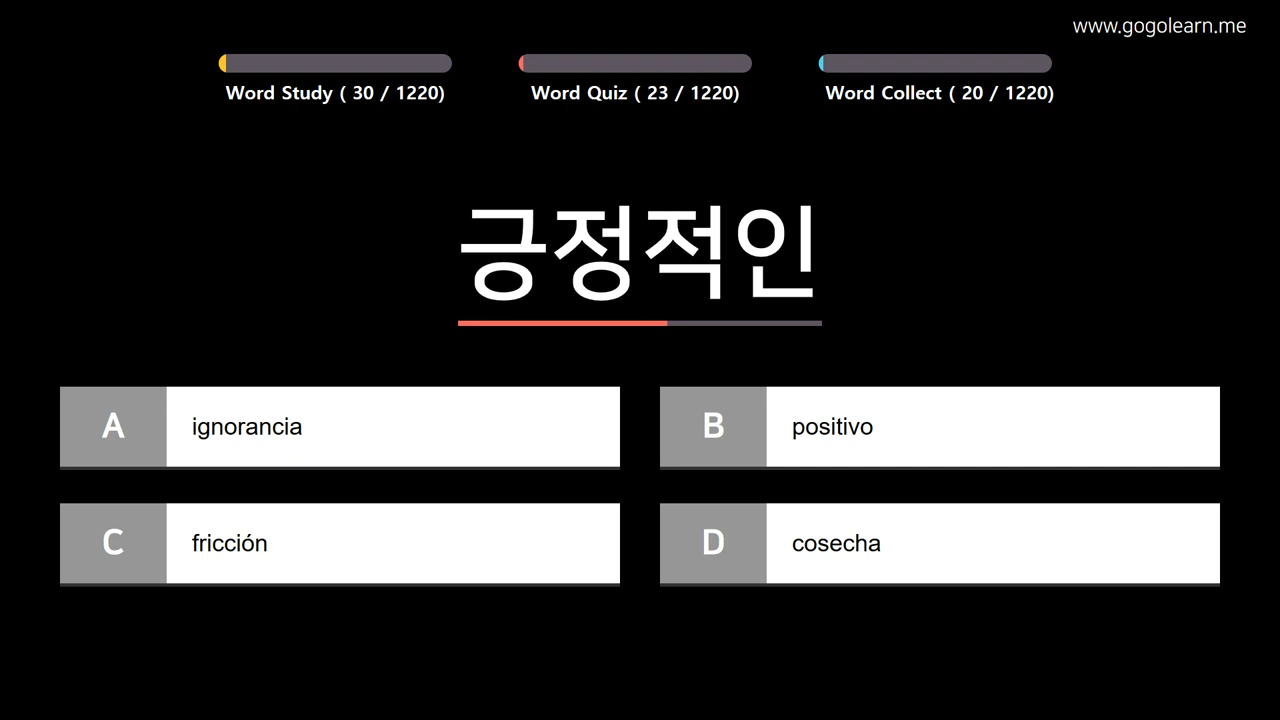 www.gogolearn.me
Word Study ( 30 / 1220)
Word Quiz ( 23 / 1220)
Word Collect ( 20 / 1220)
긍정적인
A ignorancia
B positivo
C fricción
D cosecha